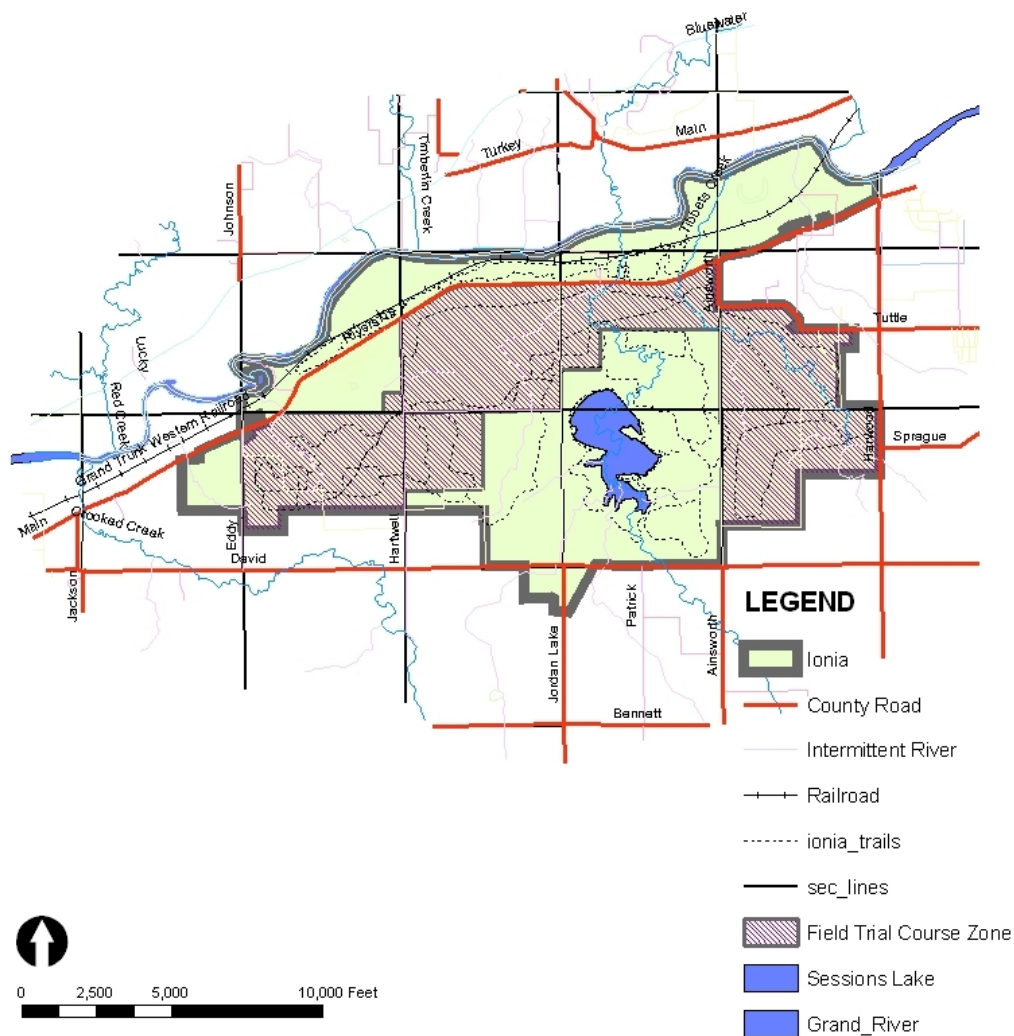 Bluewater
Main
Turkey
Timberlin Creek
Tibbets Creek
Johnson
Ainsworth
Riverside
Tuttle
Lucky
Red Creek
Grand Trunk Western Railroad
Harwood
Sprague
Main
Crooked Creek
Eddy
David
Hartwell
Jackson
Patrick
Jordan Lake
Ainsworth
Bennett
LEGEND
Ionia
County Road
Intermittent River
Railroad
ionia_trails
sec_lines
Field Trial Course Zone
Sessions Lake
Grand_River
0 2,500 5,000 10,000 Feet